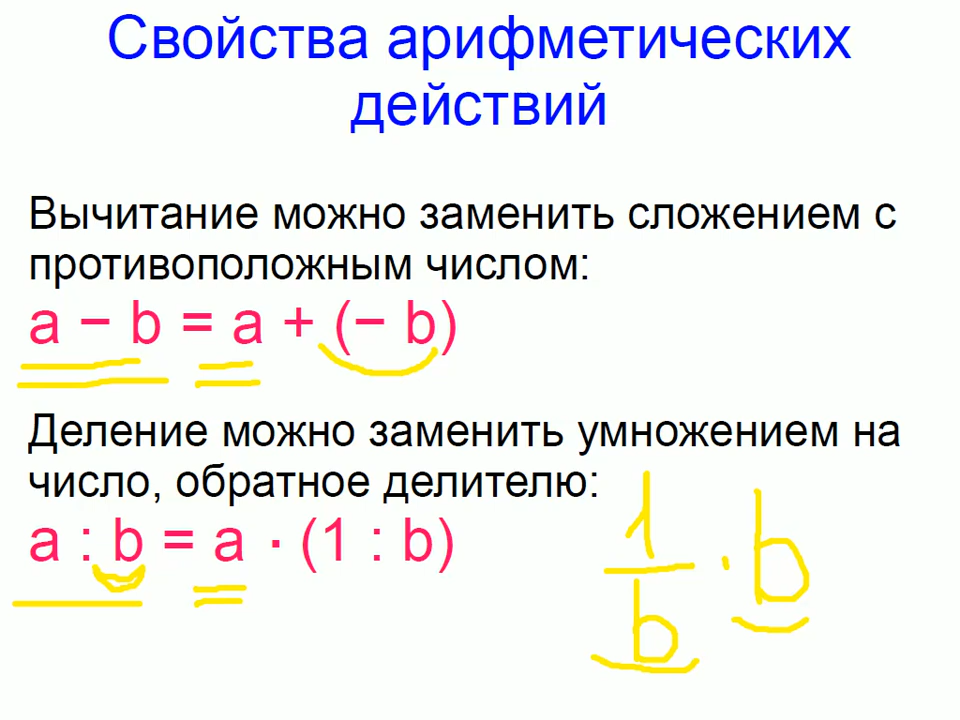 Свойства арифметических
действий
Вычитание можно заменить сложением с
противоположным числом:
a − b = a + (− b)
Деление можно заменить умножением на
число, обратное делителю:
a : b = a · (1 : b)
1/b · b